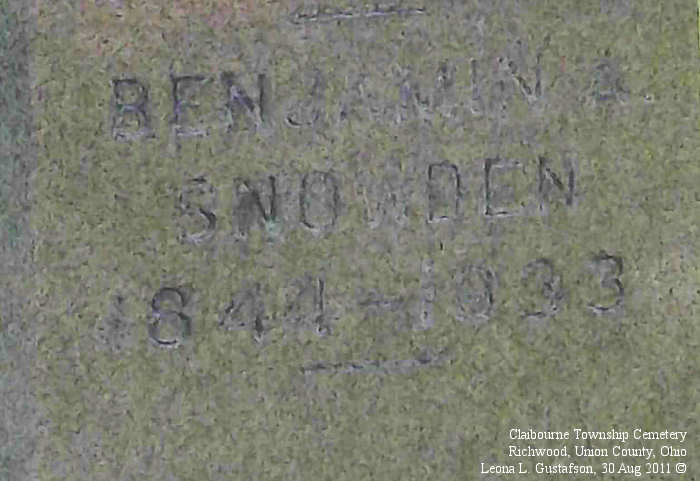 BENJAMIN A
SNOWDEN
1844-1933
Claibourne Township Cemetery
Richwood, Union County, Ohio
Leona L. Gustafson, 30 Aug 2011 ©